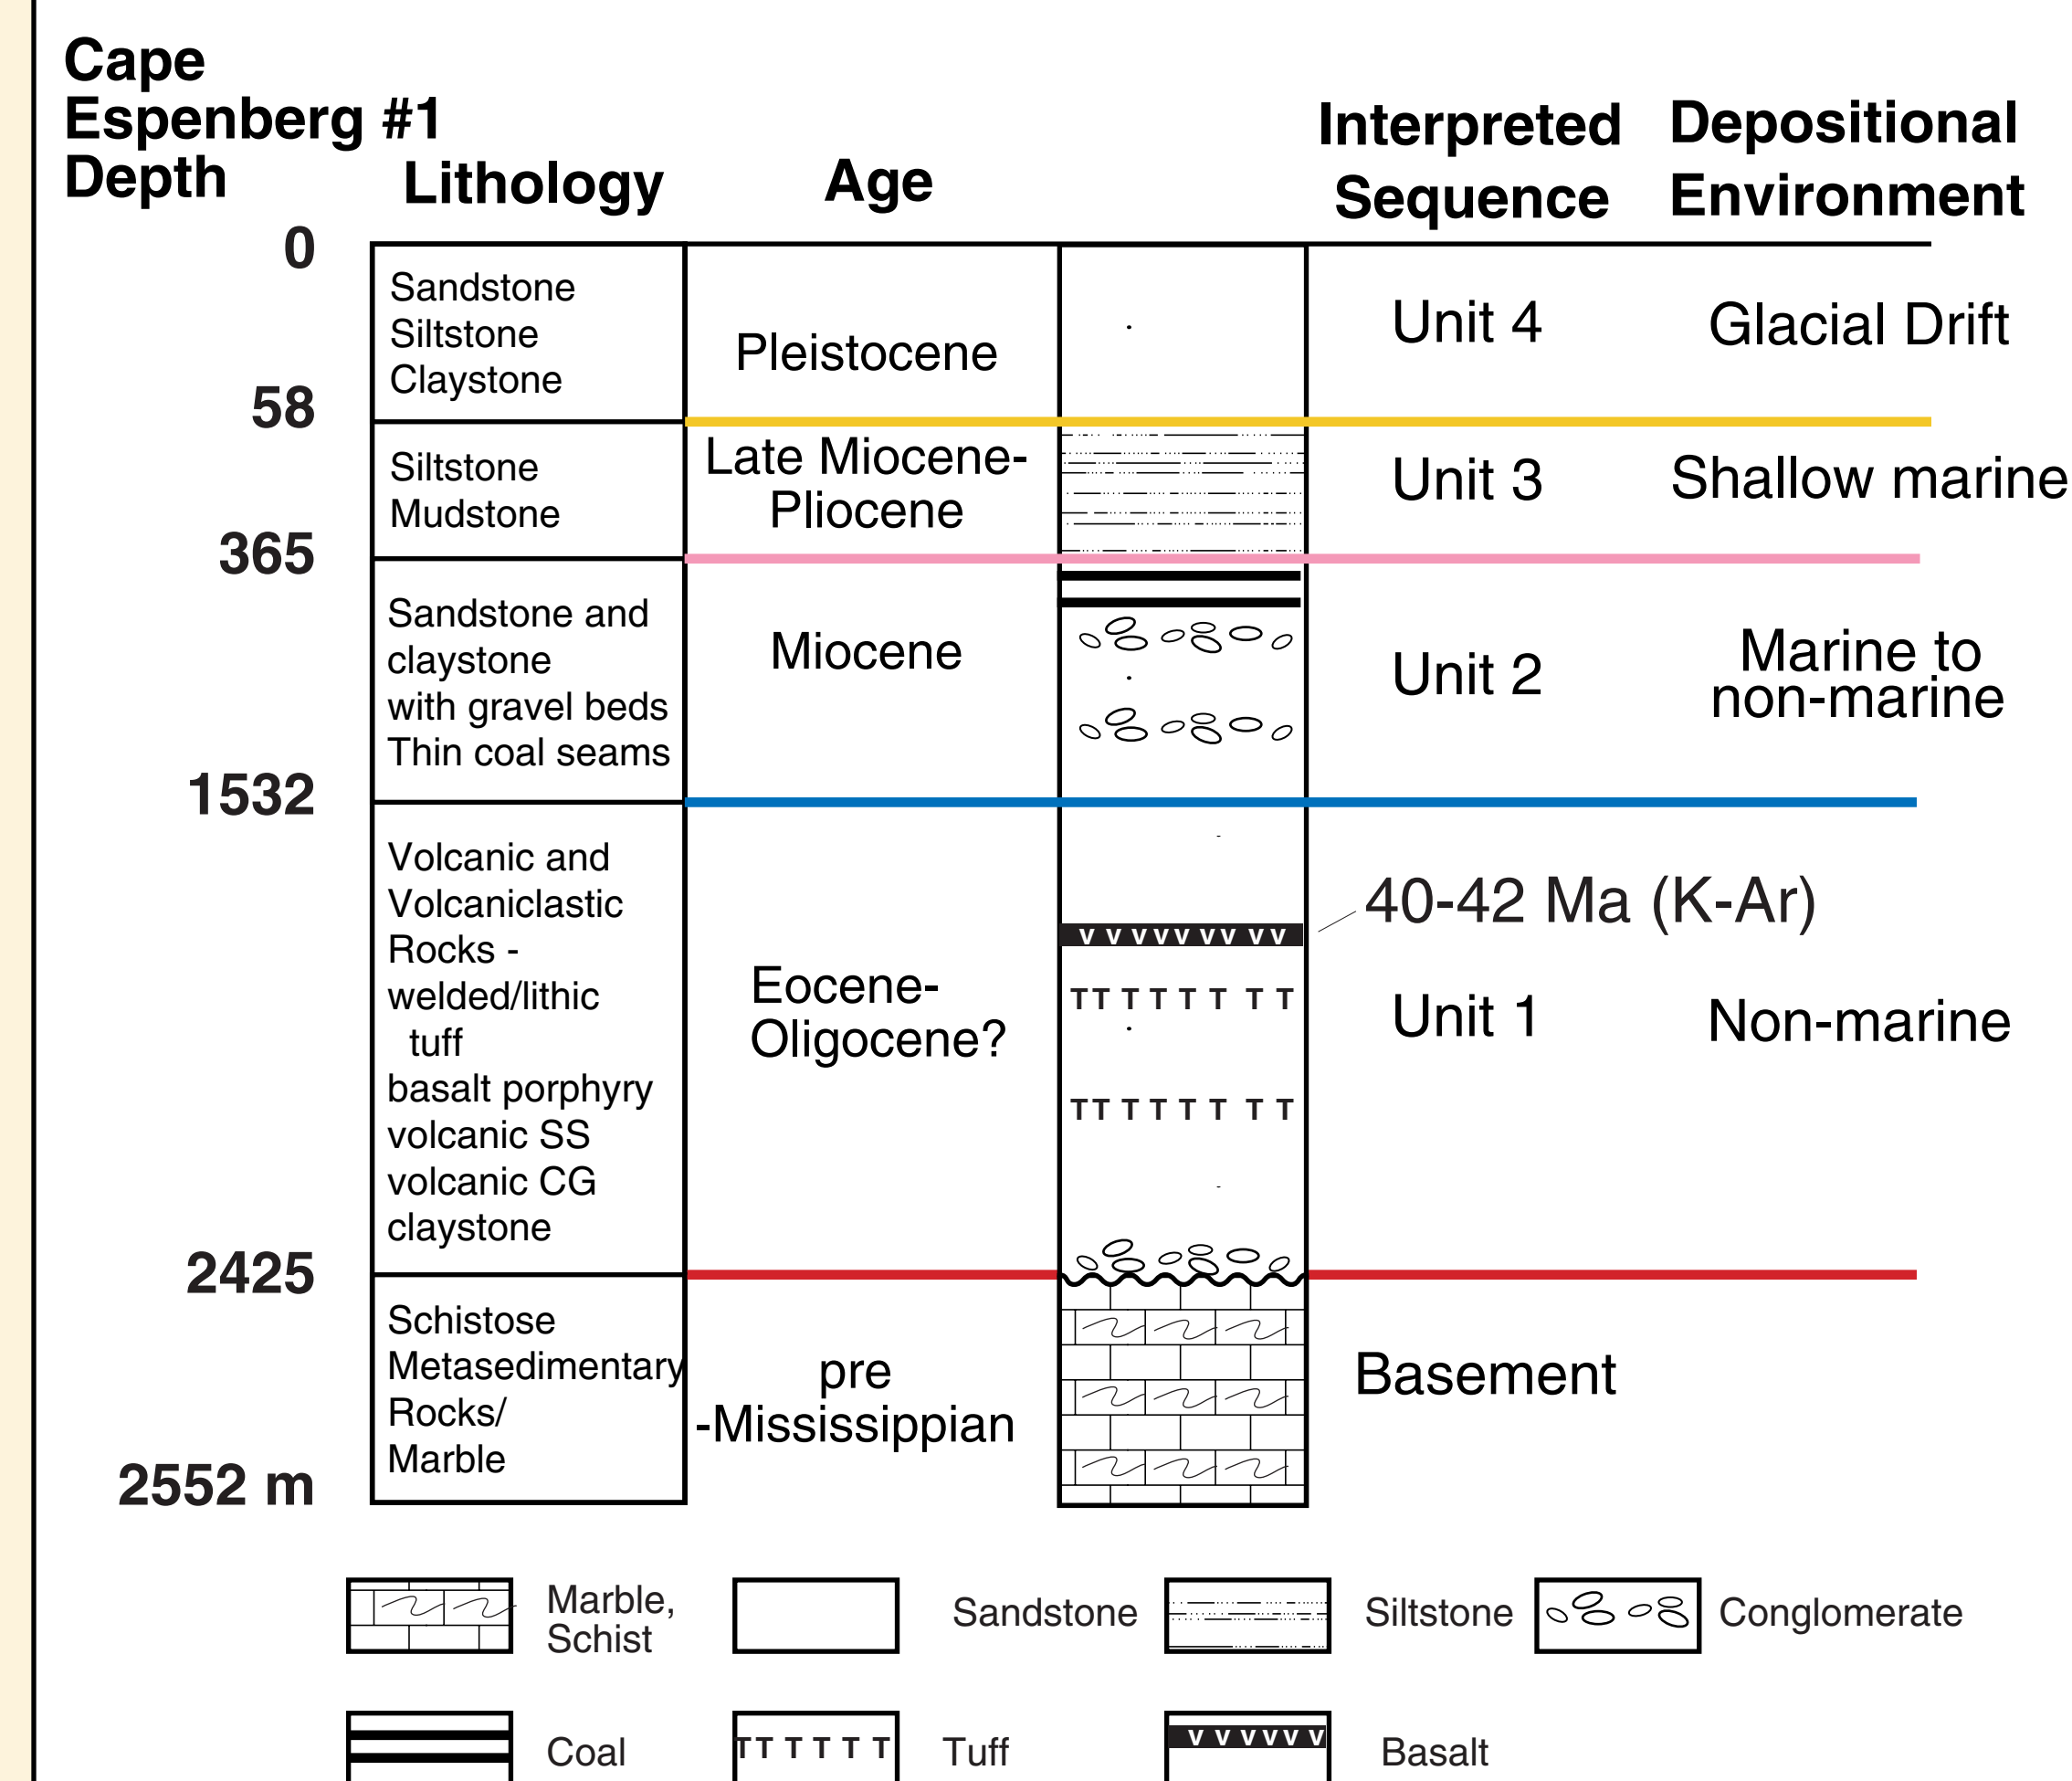 Cape
Espenberg #1
Depth
Lithology
Age
Interpreted
Sequence
Depositional
Environment
0
Sandstone
Siltstone
Claystone
Pleistocene
Unit 4
Glacial Drift
58
Siltstone
Mudstone
Late Miocene-
Pliocene
Unit 3
Shallow marine
365
Sandstone and
claystone
with gravel beds
Thin coal seams
Miocene
Unit 2
Marine to
non-marine
1532
Volcanic and
Volcaniclastic
Rocks -
welded/lithic
tuff
basalt porphyry
volcanic SS
volcanic CG
claystone
Eocene-
Oligocene?
V V V V V V V V V
T T T T T T T T
T T T T T T T T
40-42 Ma (K-Ar)
Unit 1
Non-marine
2425
Schistose
Metasedimentary
Rocks/
Marble
pre
-Mississippian
Basement
2552 m
Marble,
Schist
Sandstone
Siltstone
Conglomerate
Coal
T T T T T T
Tuff
V V V V V V
Basalt